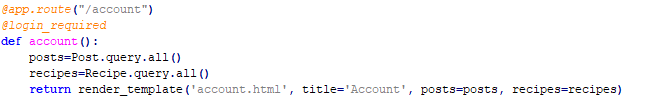 @app.route("/account")
@login_required
def account():
    posts=Post.query.all()
    recipes=Recipe.query.all()
    return render_template('account.html', title='Account', posts=posts, recipes=recipes)